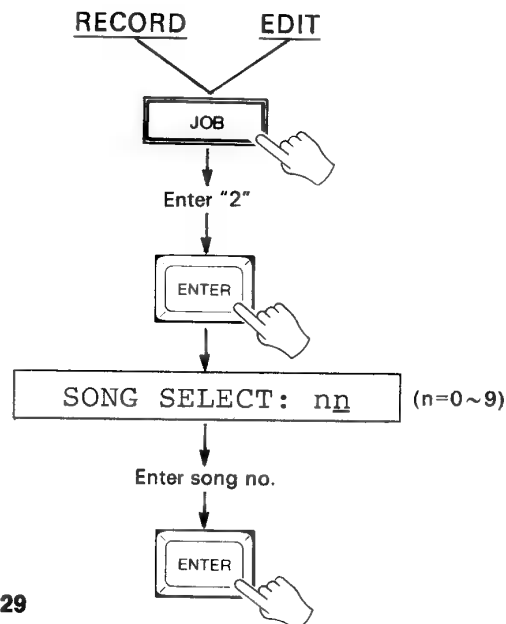 RECORD EDIT
JOB
Enter "2"
ENTER
SONG SELECT: nn (n=0~9)
Enter song no.
ENTER
29